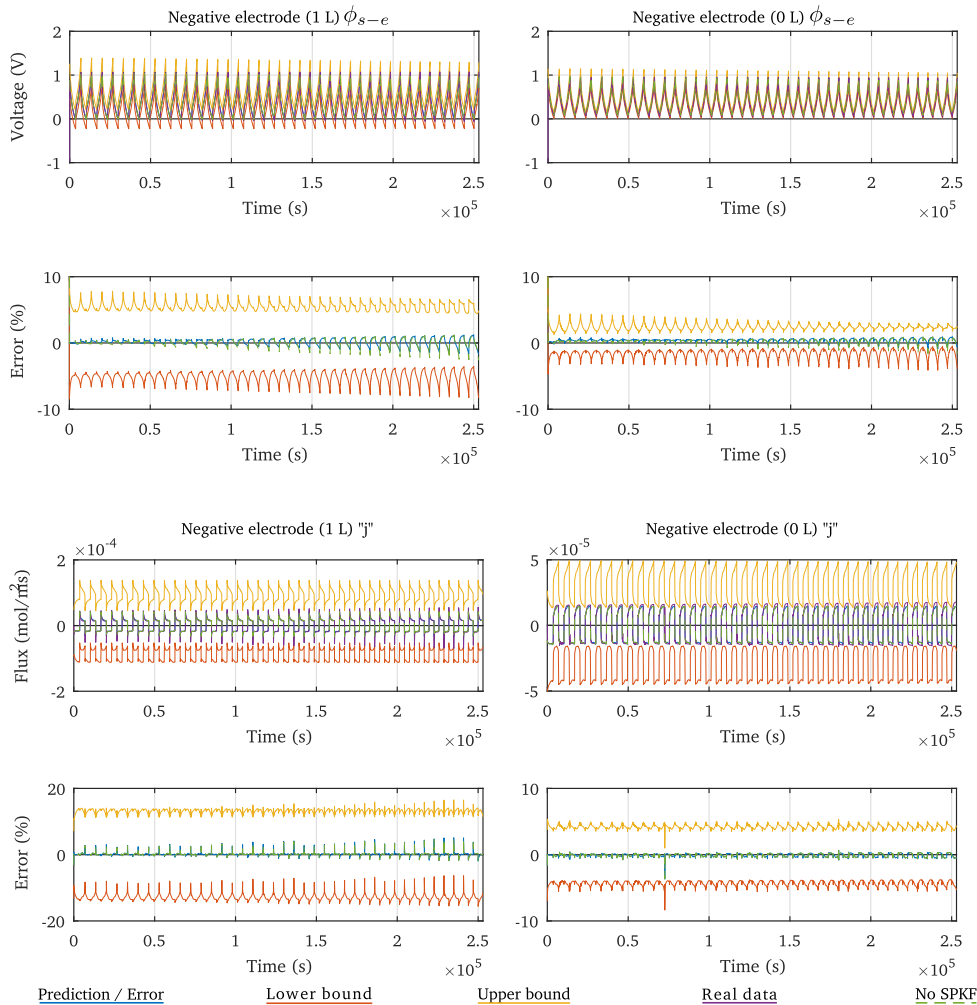 Negative electrode (1 L) ϕs−e
Negative electrode (0 L) ϕs−e
Voltage (V)
2
1
0
-1
0 0.5 1 1.5 2 2.5
Time (s)
×10^5
2
1
0
-1
0 0.5 1 1.5 2 2.5
Time (s)
×10^5
Error (%)
10
0
-10
0 0.5 1 1.5 2 2.5
Time (s)
×10^5
10
0
-10
0 0.5 1 1.5 2 2.5
Time (s)
×10^5
Negative electrode (1 L) "j"
Negative electrode (0 L) "j"
Flux (mol/m^2s)
×10^-4
2
0
-2
0 0.5 1 1.5 2 2.5
Time (s)
×10^5
×10^-5
5
0
-5
0 0.5 1 1.5 2 2.5
Time (s)
×10^5
Error (%)
20
0
-20
0 0.5 1 1.5 2 2.5
Time (s)
×10^5
10
0
-10
0 0.5 1 1.5 2 2.5
Time (s)
×10^5
Prediction / Error Lower bound Upper bound Real data No SPKF